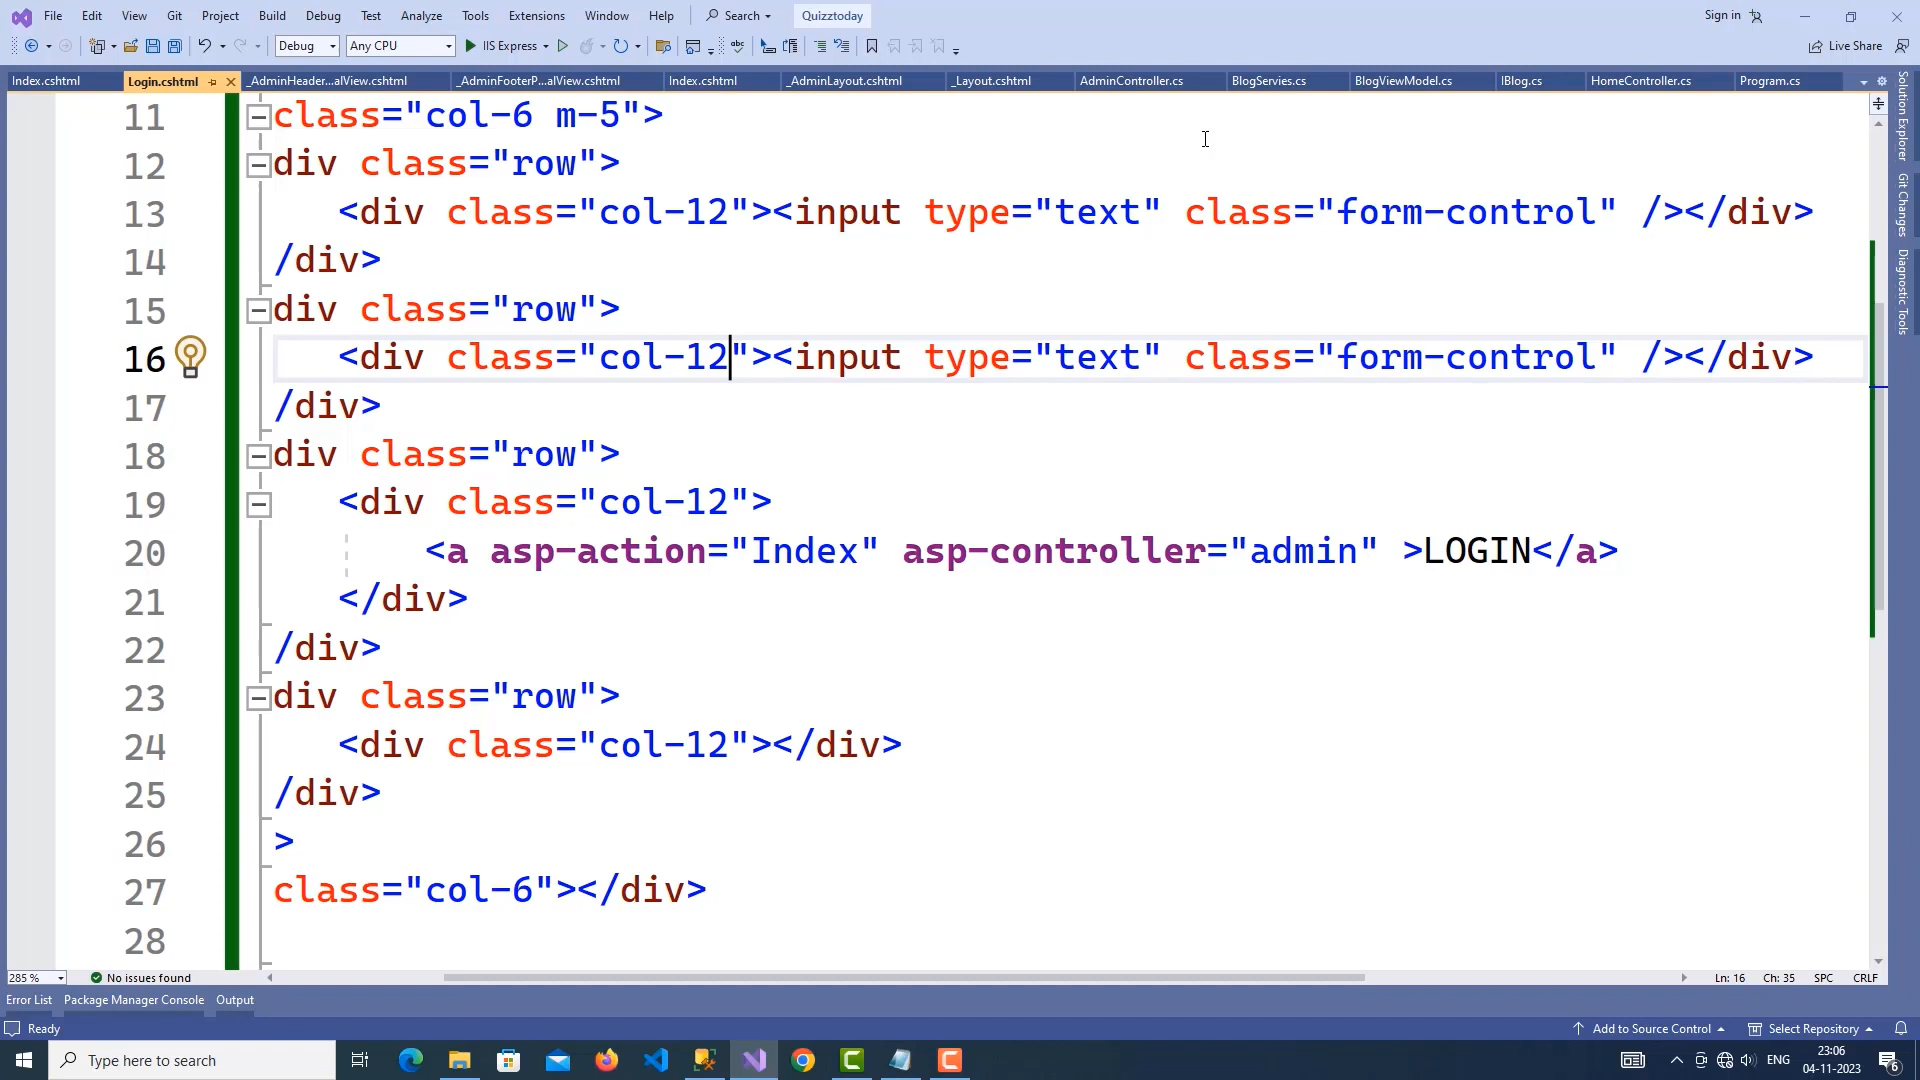 File Edit View Git Project Build Debug Test Analyze Tools Extensions Window Help Search Quizztoday Sign in
Debug Any CPU IIS Express Live Share
Index.cshtml Login.cshtml _AdminHeader...alView.cshtml _AdminFooterP...alView.cshtml Index.cshtml _AdminLayout.cshtml _Layout.cshtml AdminController.cs BlogServies.cs BlogViewModel.cs IBlog.cs HomeController.cs Program.cs
11 class="col-6 m-5">
12 div class="row">
13 <div class="col-12"><input type="text" class="form-control" /></div>
14 /div>
15 div class="row">
16 <div class="col-12"><input type="text" class="form-control" /></div>
17 /div>
18 div class="row">
19 <div class="col-12">
20 <a asp-action="Index" asp-controller="admin" >LOGIN</a>
21 </div>
22 /div>
23 div class="row">
24 <div class="col-12"></div>
25 /div>
26 >
27 class="col-6"></div>
28
Solution Explorer
Git Changes
Diagnostic Tools
285 % No issues found Ln: 16 Ch: 35 SPC CRLF
Error List Package Manager Console Output
Ready Add to Source Control Select Repository
Type here to search ENG 23:06
04-11-2023 6